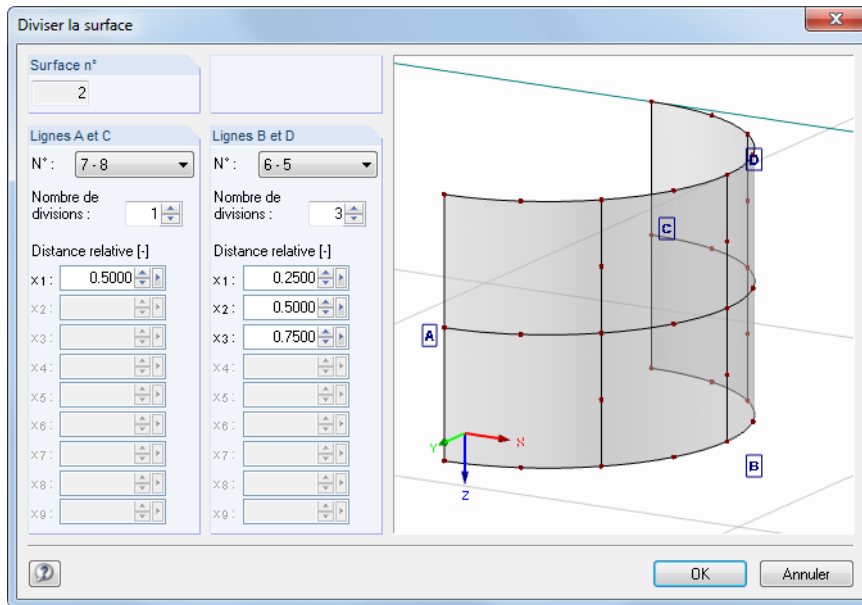 Diviser la surface
Surface n°
2
Lignes A et C
N° : 7 - 8
Nombre de
divisions : 1
Distance relative [-]
x1 : 0.5000
x2 :
x3 :
x4 :
x5 :
x6 :
x7 :
x8 :
x9 :
Lignes B et D
N° : 6 - 5
Nombre de
divisions : 3
Distance relative [-]
x1 : 0.2500
x2 : 0.5000
x3 : 0.7500
x4 :
x5 :
x6 :
x7 :
x8 :
x9 :
D
C
A
B
Y
X
Z
OK
Annuler